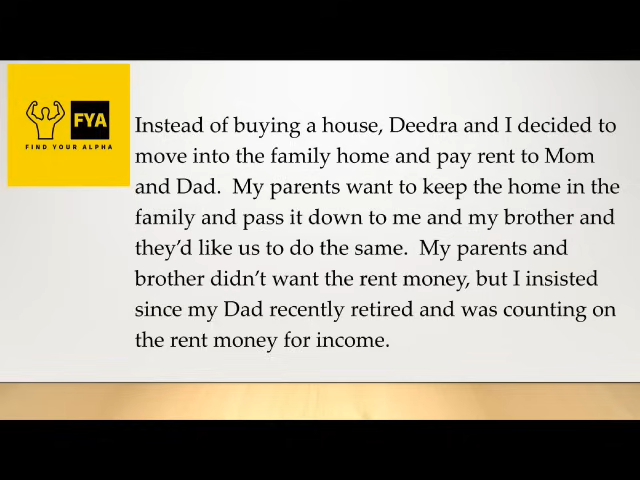 FYA
FIND YOUR ALPHA
Instead of buying a house, Deedra and I decided to
move into the family home and pay rent to Mom
and Dad.  My parents want to keep the home in the
family and pass it down to me and my brother and
they’d like us to do the same.  My parents and
brother didn’t want the rent money, but I insisted
since my Dad recently retired and was counting on
the rent money for income.